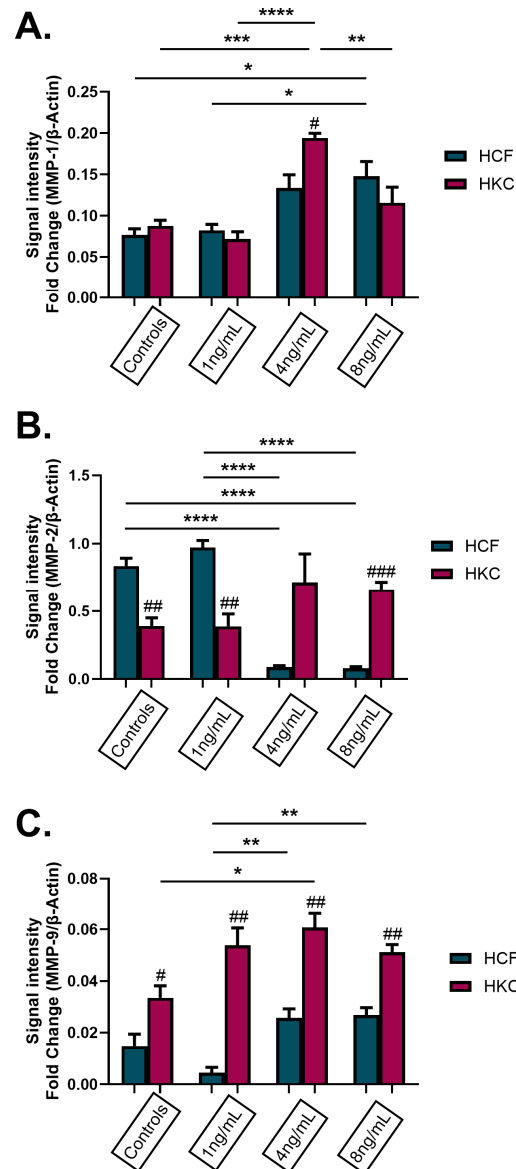 A.
****
***
**
*
*
#
Signal intensity
Fold Change (MMP-1/β-Actin)
0.25
0.20
0.15
0.10
0.05
0.00
HCF
HKC
Controls
1ng/mL
4ng/mL
8ng/mL
B.
****
****
****
****
Signal intensity
Fold Change (MMP-2/β-Actin)
1.5
1.0
0.5
0.0
##
##
###
HCF
HKC
Controls
1ng/mL
4ng/mL
8ng/mL
C.
**
**
*
Signal intensity
Fold Change (MMP-9/β-Actin)
0.08
0.06
0.04
0.02
0.00
#
##
##
##
HCF
HKC
Controls
1ng/mL
4ng/mL
8ng/mL